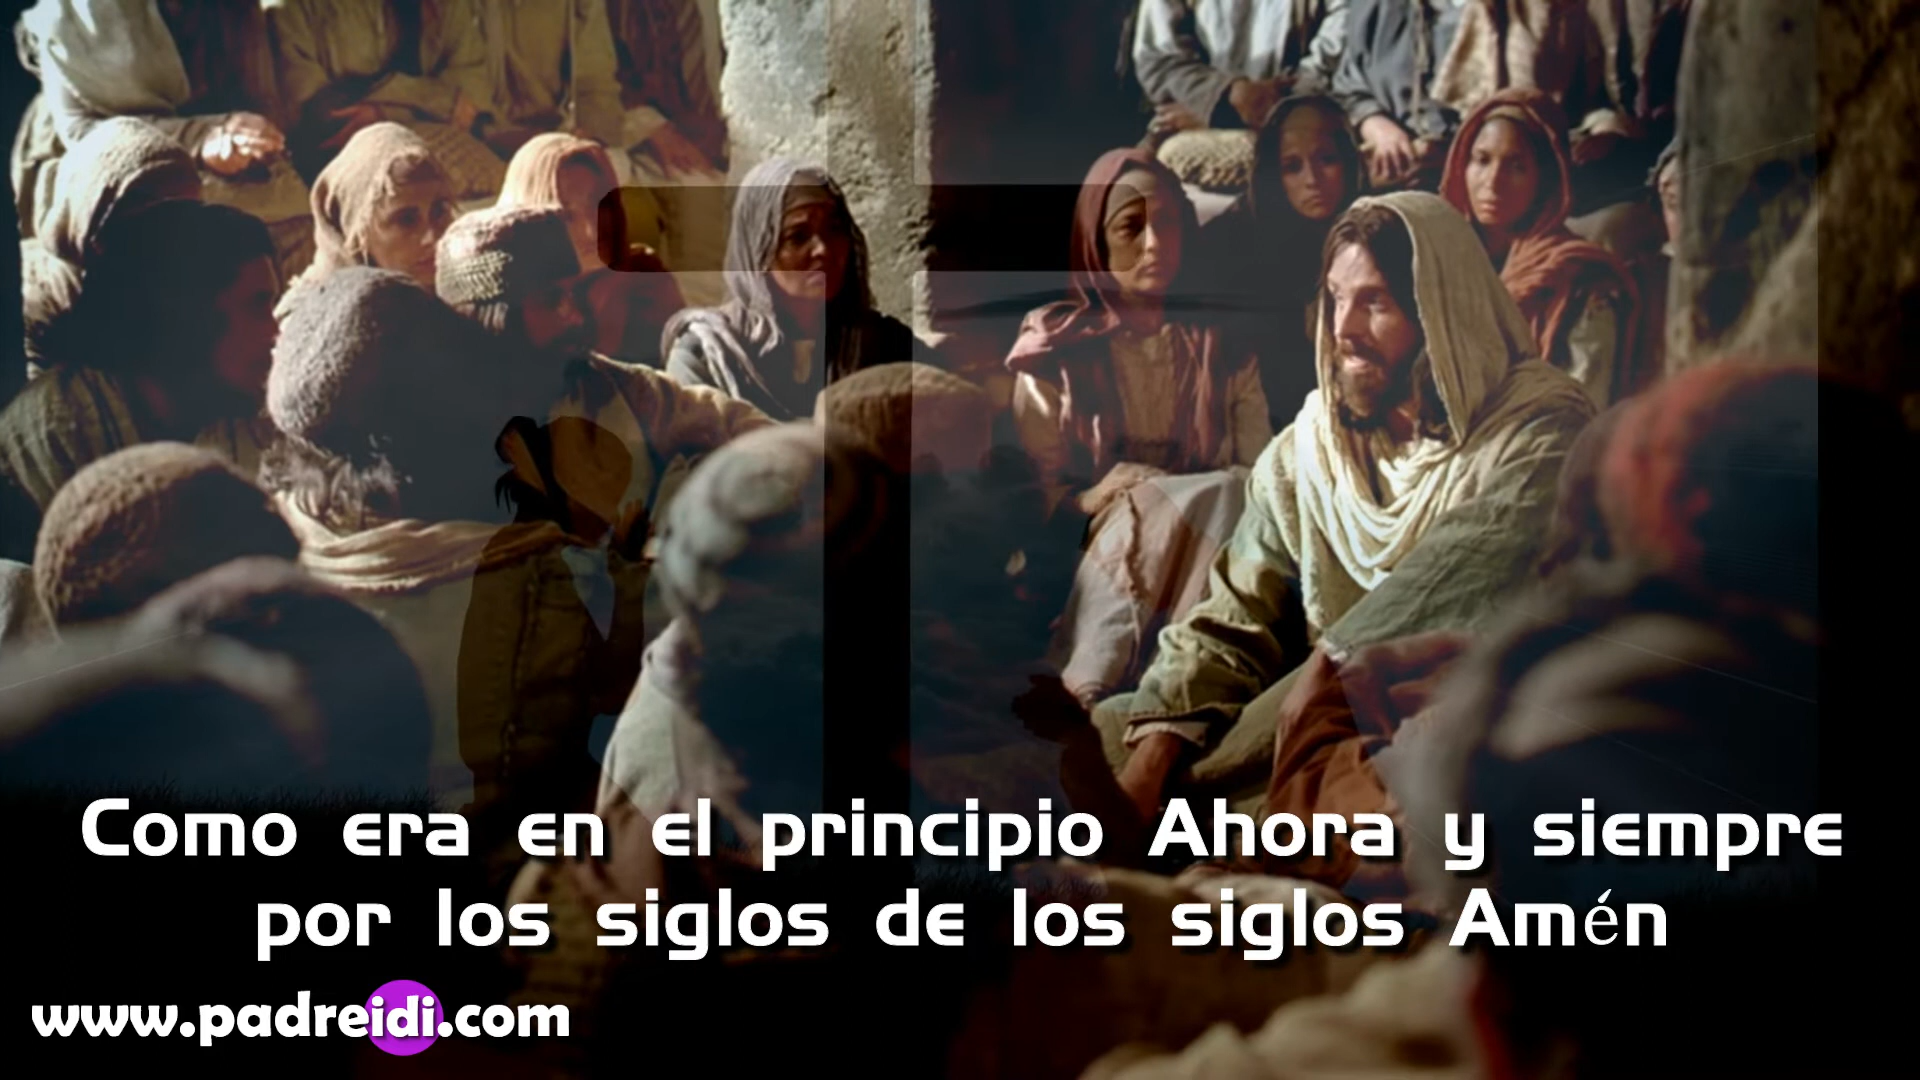 Como era en el principio Ahora y siempre
por los siglos de los siglos Amén
www.padreidi.com